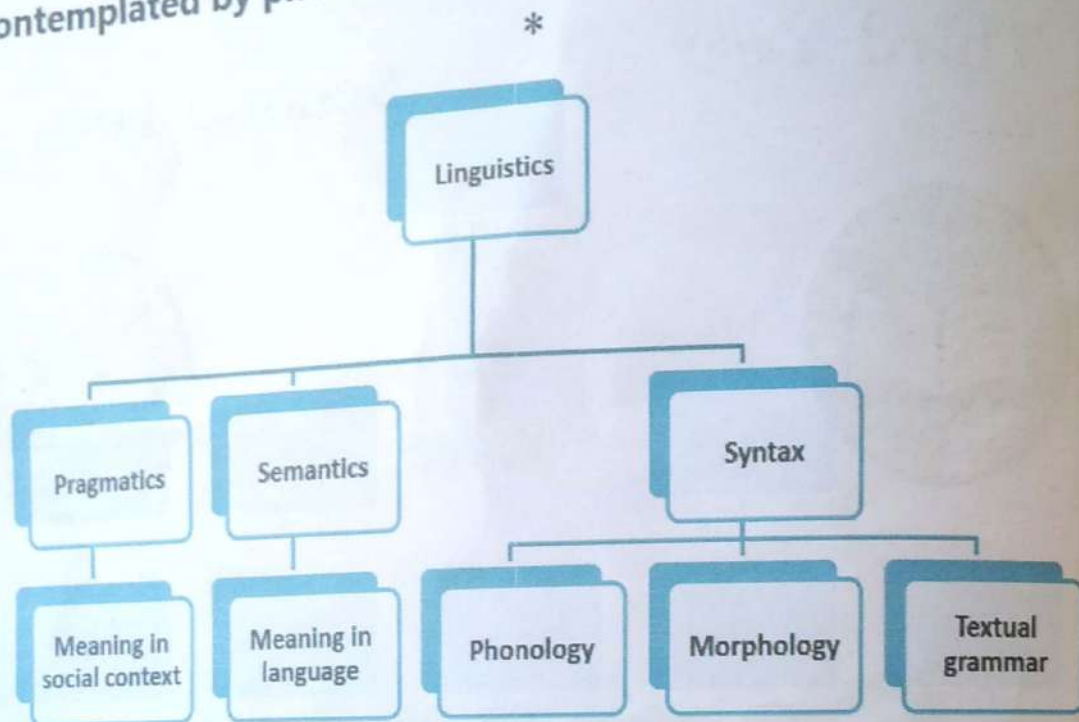 ontemplated by
*
Linguistics
Pragmatics
Semantics
Syntax
Meaning in
social context
Meaning in
language
Phonology
Morphology
Textual
grammar